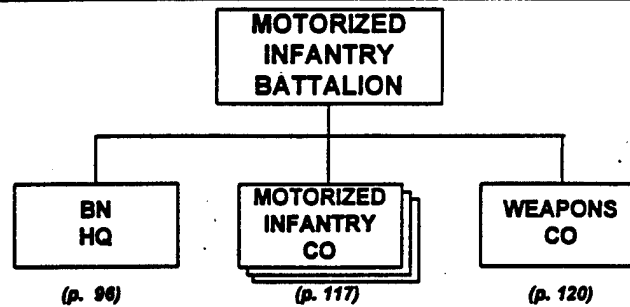 MOTORIZED
INFANTRY
BATTALION
BN
HQ
MOTORIZED
INFANTRY
CO
WEAPONS
CO
(p. 96)
(p. 117)
(p. 120)